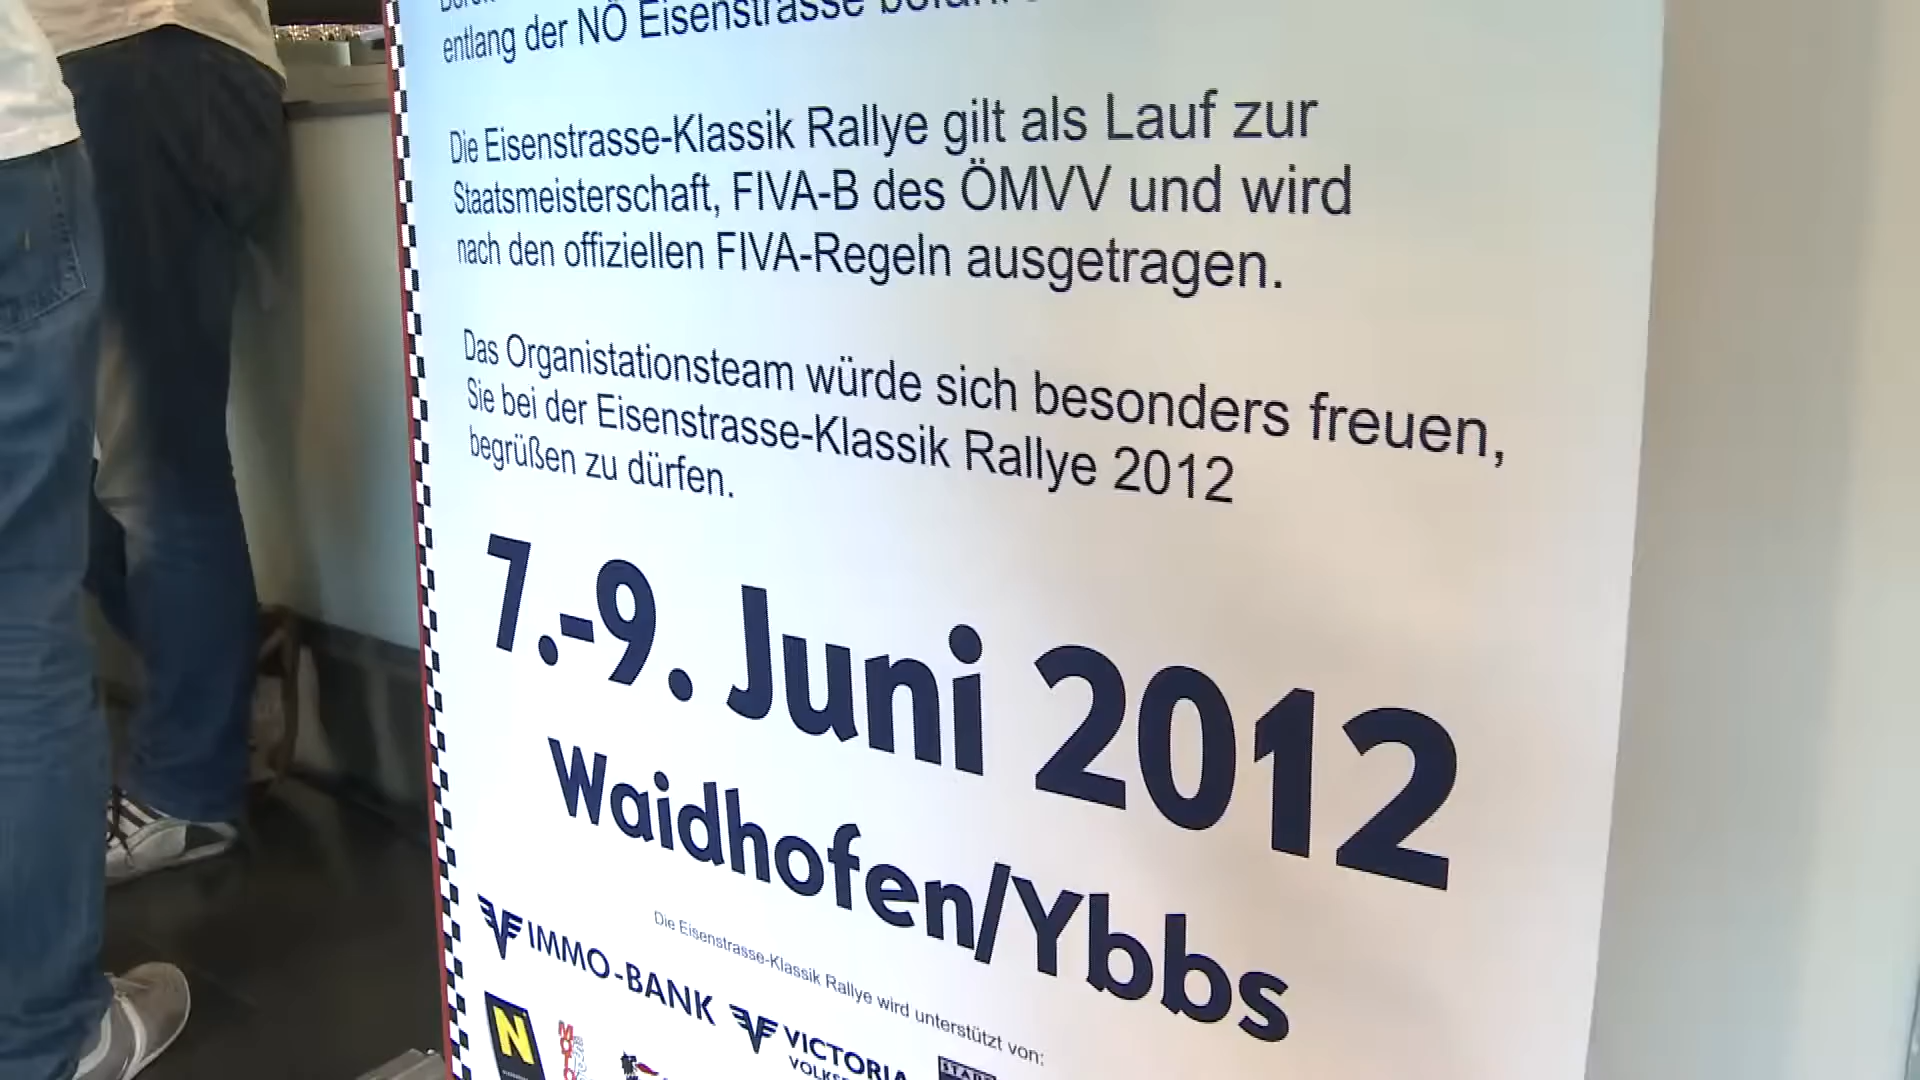 entlang der NÖ Eisenstrasse
Die Eisenstrasse-Klassik Rallye gilt als Lauf zur
Staatsmeisterschaft, FIVA-B des ÖMVV und wird
nach den offiziellen FIVA-Regeln ausgetragen.
Das Organistationsteam würde sich besonders freuen,
Sie bei der Eisenstrasse-Klassik Rallye 2012
begrüßen zu dürfen.
7.-9. Juni 2012
Waidhofen/Ybbs
Die Eisenstrasse-Klassik Rallye wird unterstützt von:
IMMO-BANK
VICTORIA
N